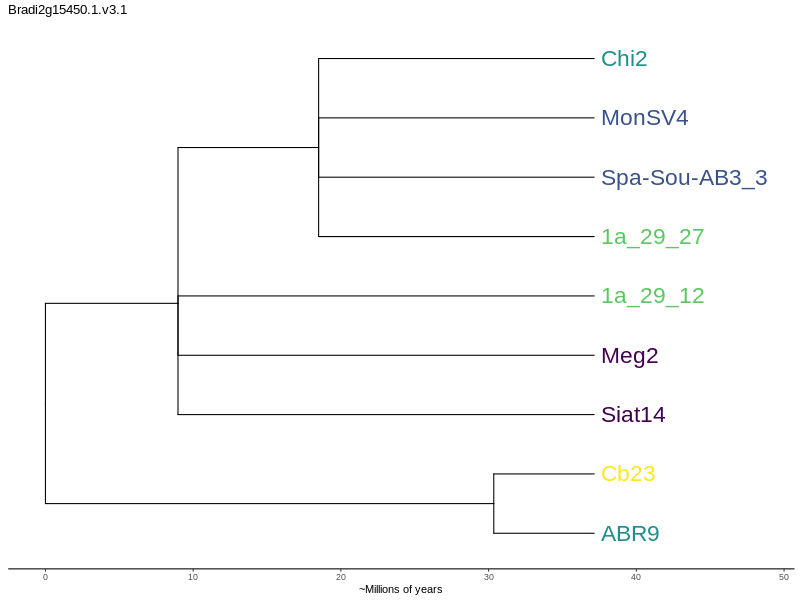 Bradi2g15450.1.v3.1
Chi2
MonSV4
Spa-Sou-AB3_3
1a_29_27
1a_29_12
Meg2
Siat14
Cb23
ABR9
0 10 20 30 40 50
~Millions of years